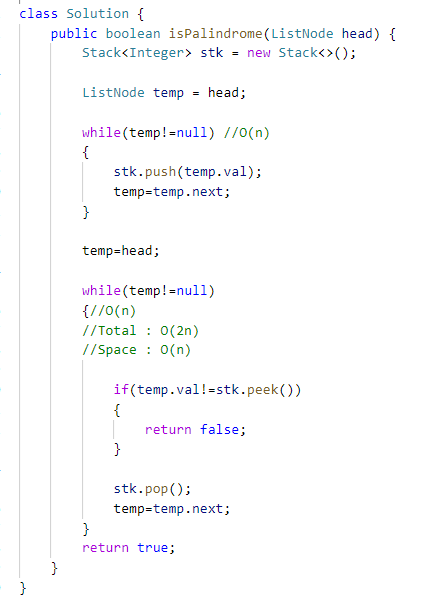 class Solution {
public boolean isPalindrome(ListNode head) {
Stack<Integer> stk = new Stack<>();
ListNode temp = head;
while(temp!=null) //O(n)
{
stk.push(temp.val);
temp=temp.next;
}
temp=head;
while(temp!=null)
{//O(n)
//Total : O(2n)
//Space : O(n)
if(temp.val!=stk.peek())
{
return false;
}
stk.pop();
temp=temp.next;
}
return true;
}
}